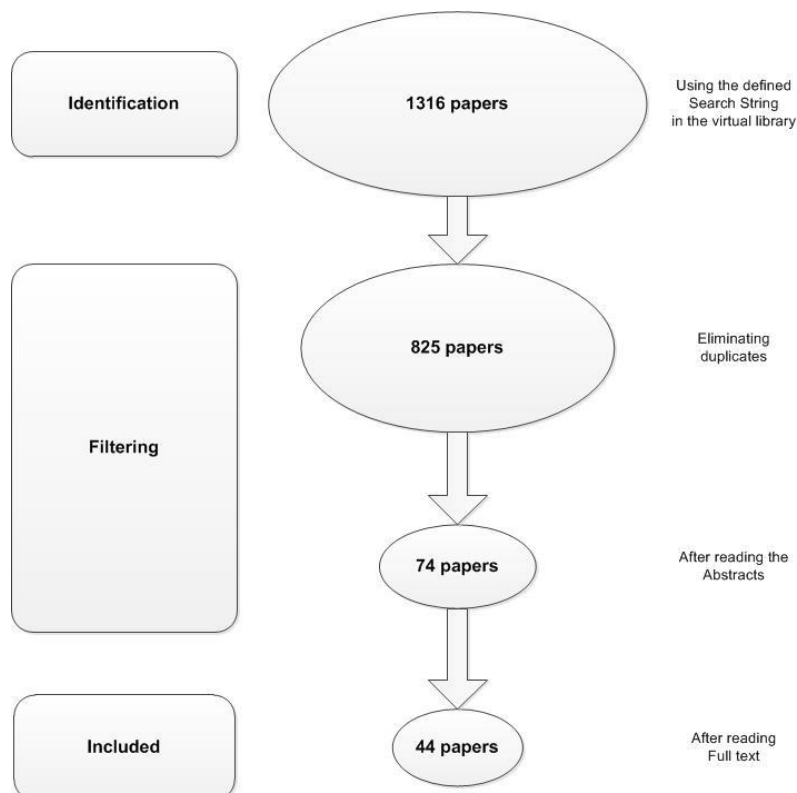 Identification
1316 papers
Using the defined
Search String
in the virtual library
Filtering
825 papers
Eliminating
duplicates
74 papers
After reading the
Abstracts
Included
44 papers
After reading
Full text